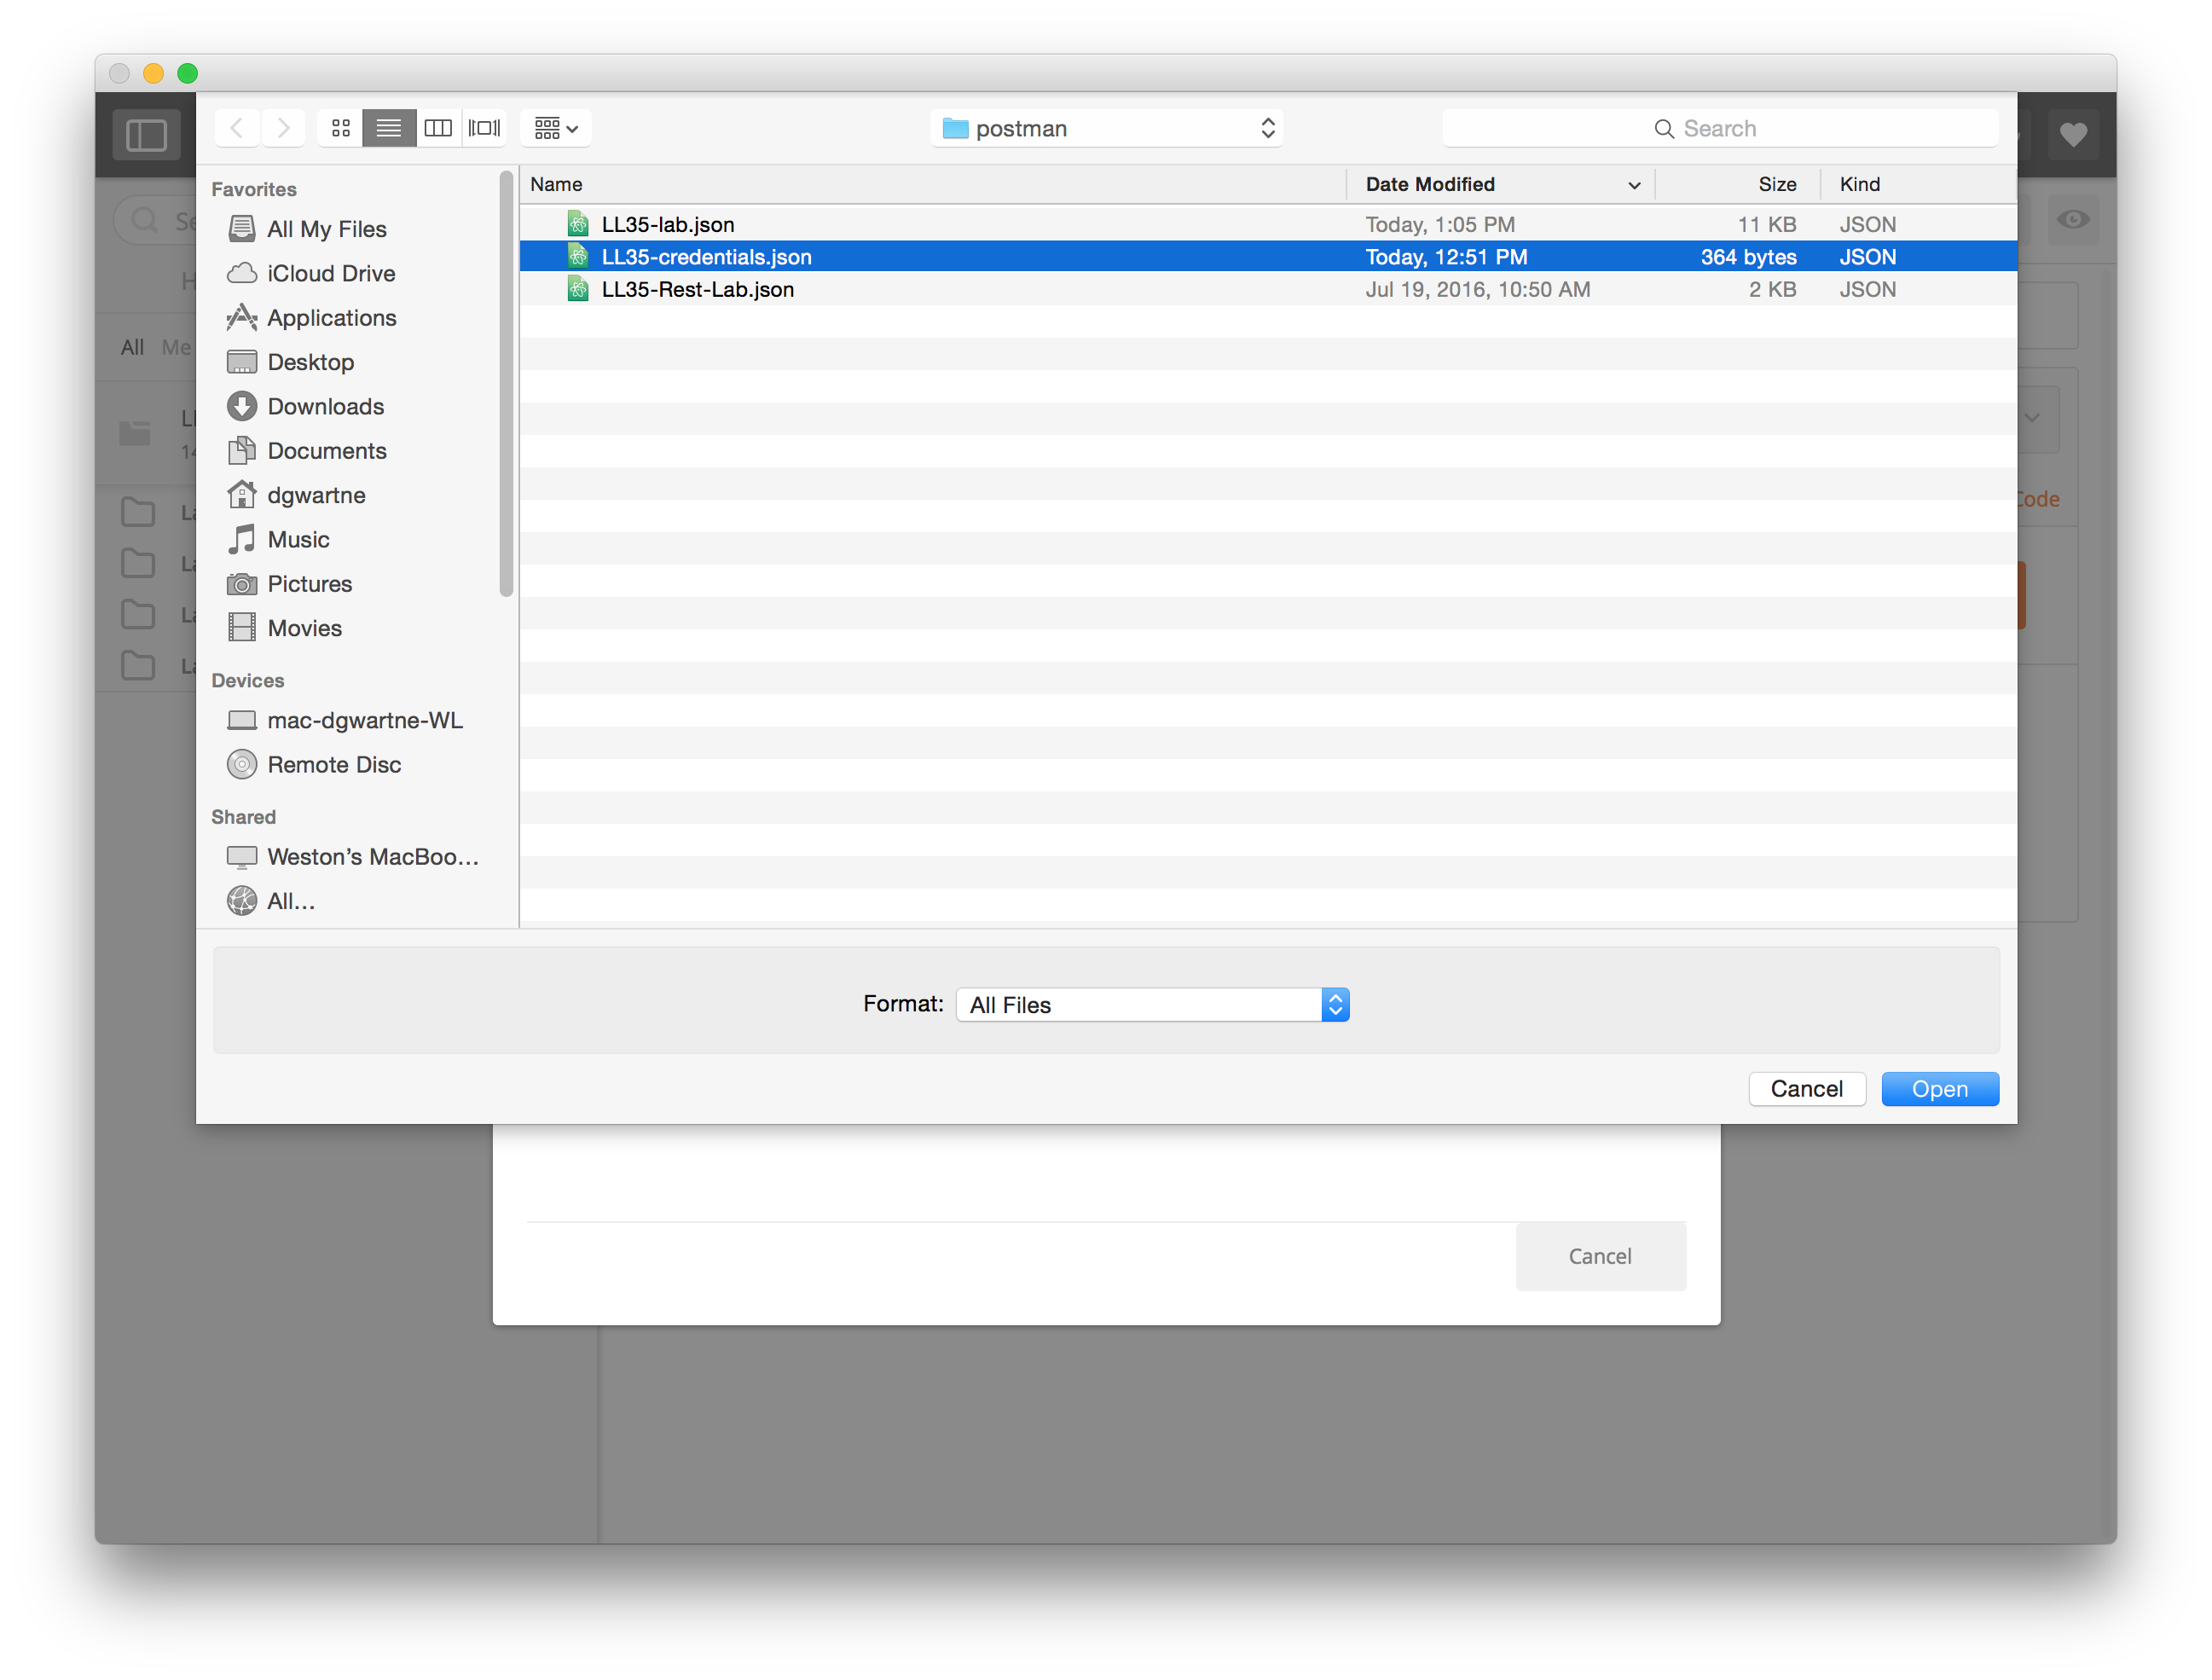 postman
Search
Favorites
All My Files
iCloud Drive
Applications
Desktop
Downloads
Documents
dgwartne
Music
Pictures
Movies
Devices
mac-dgwartne-WL
Remote Disc
Shared
Weston’s MacBoo...
All...
Name Date Modified Size Kind
LL35-lab.json Today, 1:05 PM 11 KB JSON
LL35-credentials.json Today, 12:51 PM 364 bytes JSON
LL35-Rest-Lab.json Jul 19, 2016, 10:50 AM 2 KB JSON
All Me
Code
Format: All Files
Cancel Open
Cancel